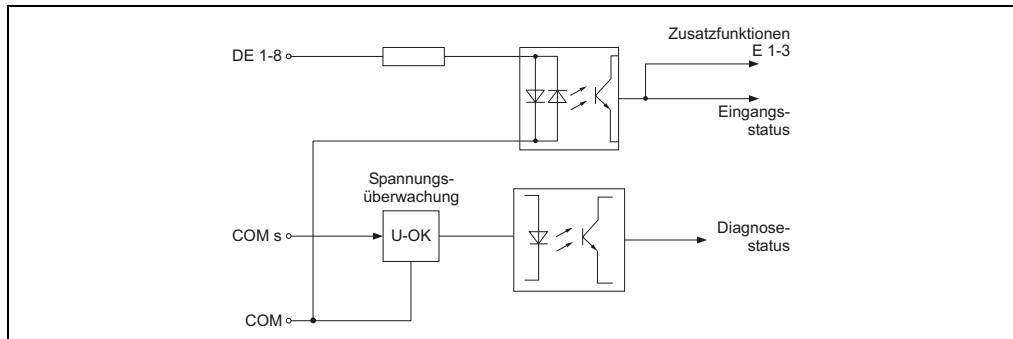 Zusatzfunktionen
E 1-3
DE 1-8
Eingangs-
status
Spannungs-
überwachung
COM s
U-OK
Diagnose-
status
COM